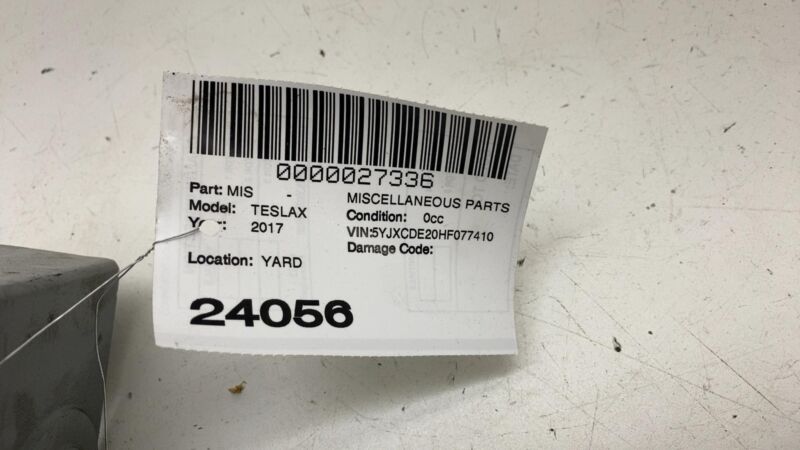 0000027336
Part: MIS - MISCELLANEOUS PARTS
Model: TESLAX Condition: 0cc
2017 VIN:5YJXCDE20HF077410
Damage Code:
Location: YARD
24056